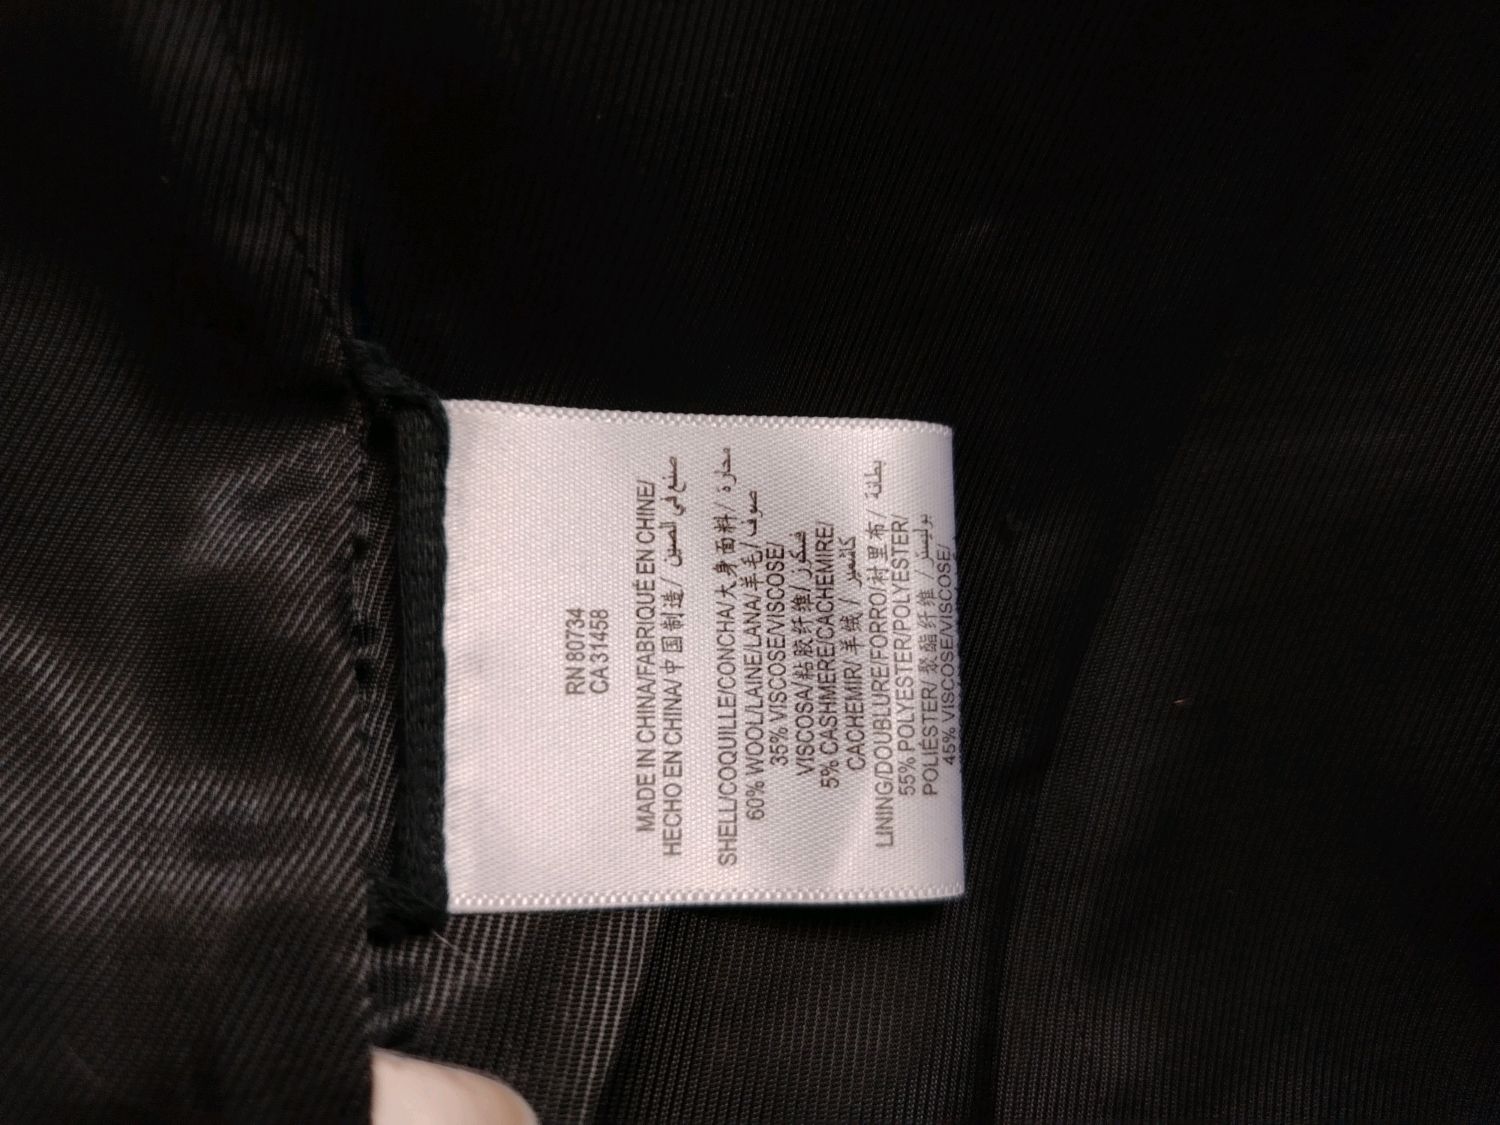 RN 80734
CA 31458
MADE IN CHINA/FABRIQUÉ EN CHINE/
HECHO EN CHINA/ 中国制造/ صنع في الصين
SHELL/COQUILLE/CONCHA/大身面料/ محارة
60% WOOL/LAINE/LANA/羊毛/ صوف
35% VISCOSE/VISCOSE/
VISCOSA/粘胶纤维/ فسكوز
5% CASHMERE/CACHEMIRE/
CACHEMIR/羊绒/ كشمير
LINING/DOUBLURE/FORRO/衬里布/ بطانة
55% POLYESTER/POLYESTER/
POLIÉSTER/ 聚酯纤维 / بوليستر
45% VISCOSE/VISCOSE/